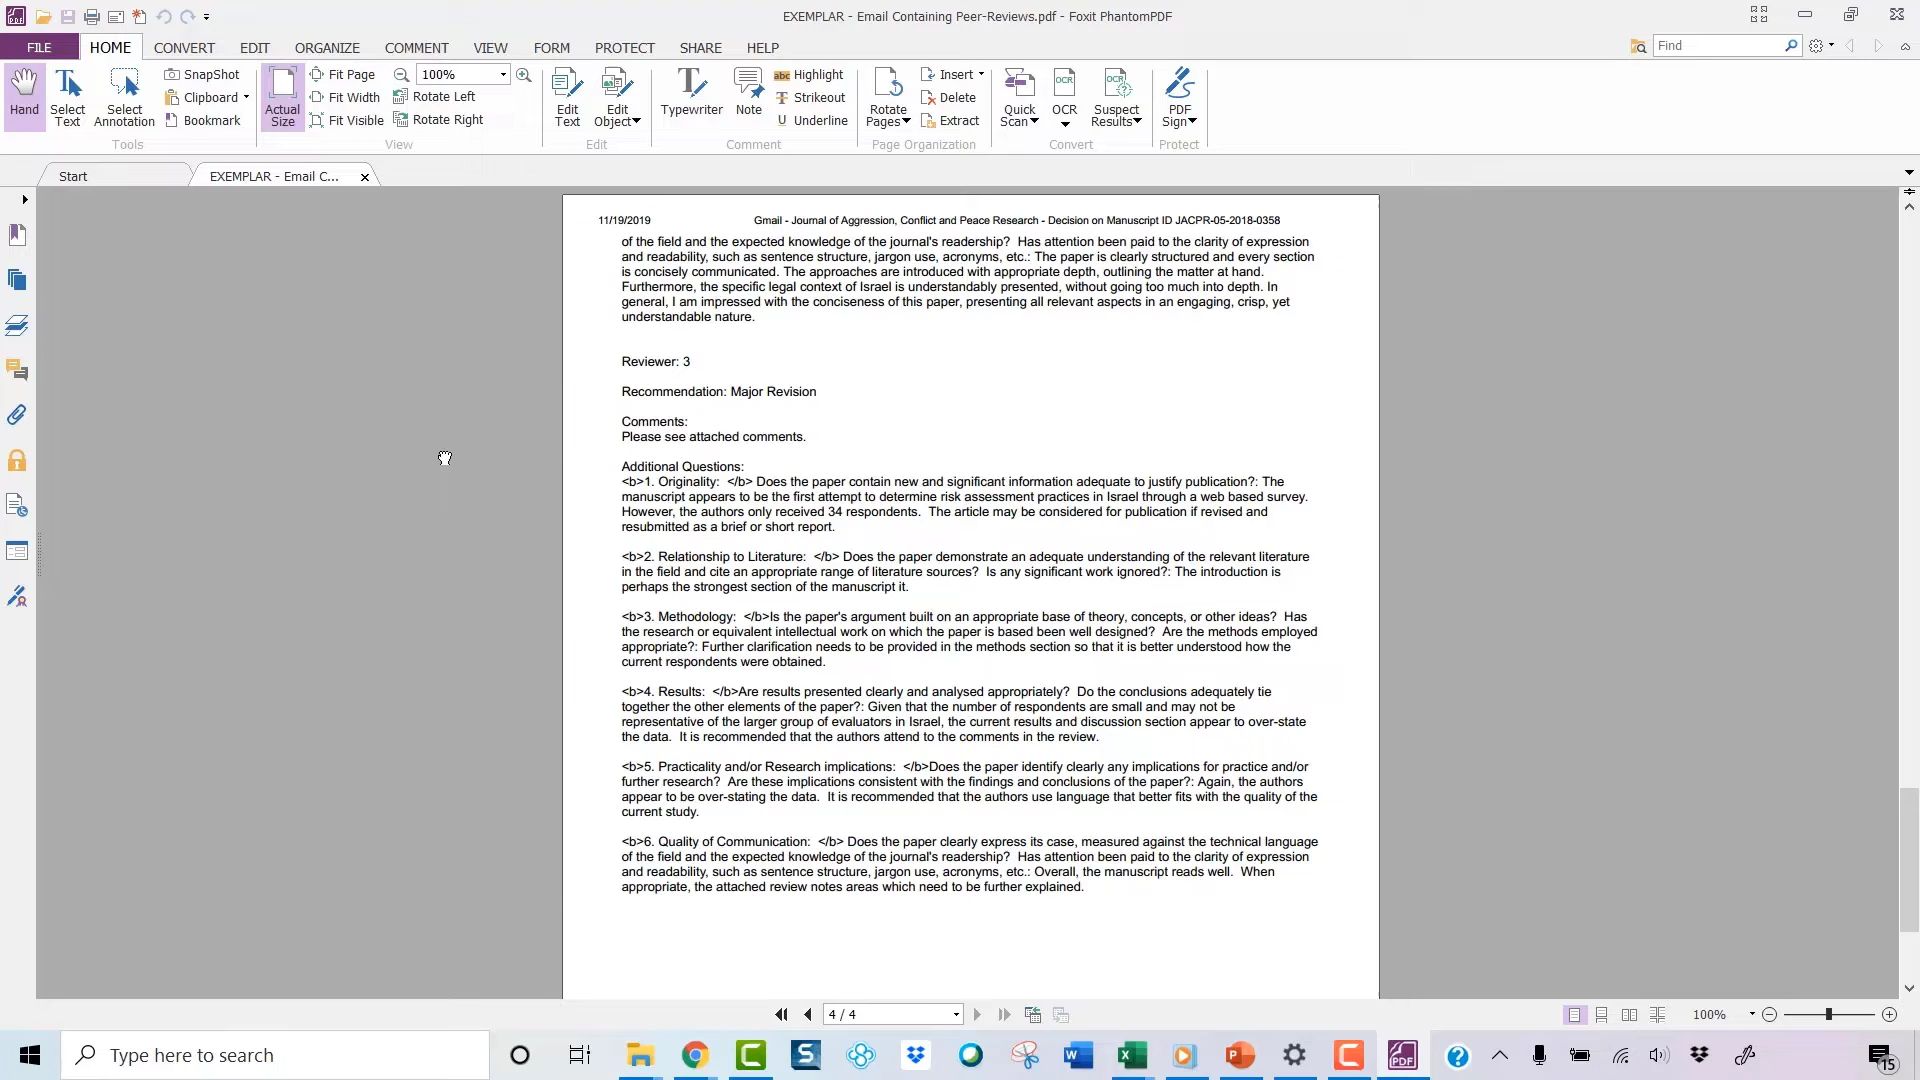 EXEMPLAR - Email Containing Peer-Reviews.pdf - Foxit PhantomPDF
FILE HOME CONVERT EDIT ORGANIZE COMMENT VIEW FORM PROTECT SHARE HELP Find
Hand
Select Text
Select Annotation
SnapShot
Clipboard
Bookmark
Tools
Actual Size
Fit Page
Fit Width
Fit Visible
100%
Rotate Left
Rotate Right
View
Edit Text
Edit Object
Edit
Typewriter
Note
abc Highlight
T Strikeout
U Underline
Comment
Rotate Pages
Insert
Delete
Extract
Page Organization
Quick Scan
OCR
OCR
OCR
Suspect Results
Convert
PDF Sign
Protect
Start
EXEMPLAR - Email C...
11/19/2019 Gmail - Journal of Aggression, Conflict and Peace Research - Decision on Manuscript ID JACPR-05-2018-0358
of the field and the expected knowledge of the journal's readership?  Has attention been paid to the clarity of expression
and readability, such as sentence structure, jargon use, acronyms, etc.: The paper is clearly structured and every section
is concisely communicated. The approaches are introduced with appropriate depth, outlining the matter at hand.
Furthermore, the specific legal context of Israel is understandably presented, without going too much into depth. In
general, I am impressed with the conciseness of this paper, presenting all relevant aspects in an engaging, crisp, yet
understandable nature.
Reviewer: 3
Recommendation: Major Revision
Comments:
Please see attached comments.
Additional Questions:
<b>1. Originality:  </b> Does the paper contain new and significant information adequate to justify publication?: The
manuscript appears to be the first attempt to determine risk assessment practices in Israel through a web based survey.
However, the authors only received 34 respondents.  The article may be considered for publication if revised and
resubmitted as a brief or short report.
<b>2. Relationship to Literature:  </b> Does the paper demonstrate an adequate understanding of the relevant literature
in the field and cite an appropriate range of literature sources?  Is any significant work ignored?: The introduction is
perhaps the strongest section of the manuscript it.
<b>3. Methodology:  </b>Is the paper's argument built on an appropriate base of theory, concepts, or other ideas?  Has
the research or equivalent intellectual work on which the paper is based been well designed?  Are the methods employed
appropriate?: Further clarification needs to be provided in the methods section so that it is better understood how the
current respondents were obtained.
<b>4. Results:  </b>Are results presented clearly and analysed appropriately?  Do the conclusions adequately tie
together the other elements of the paper?: Given that the number of respondents are small and may not be
representative of the larger group of evaluators in Israel, the current results and discussion section appear to over-state
the data.  It is recommended that the authors attend to the comments in the review.
<b>5. Practicality and/or Research implications:  </b>Does the paper identify clearly any implications for practice and/or
further research?  Are these implications consistent with the findings and conclusions of the paper?: Again, the authors
appear to be over-stating the data.  It is recommended that the authors use language that better fits with the quality of the
current study.
<b>6. Quality of Communication:  </b> Does the paper clearly express its case, measured against the technical language
of the field and the expected knowledge of the journal's readership?  Has attention been paid to the clarity of expression
and readability, such as sentence structure, jargon use, acronyms, etc.: Overall, the manuscript reads well.  When
appropriate, the attached review notes areas which need to be further explained.
4 / 4
100%
Type here to search
15